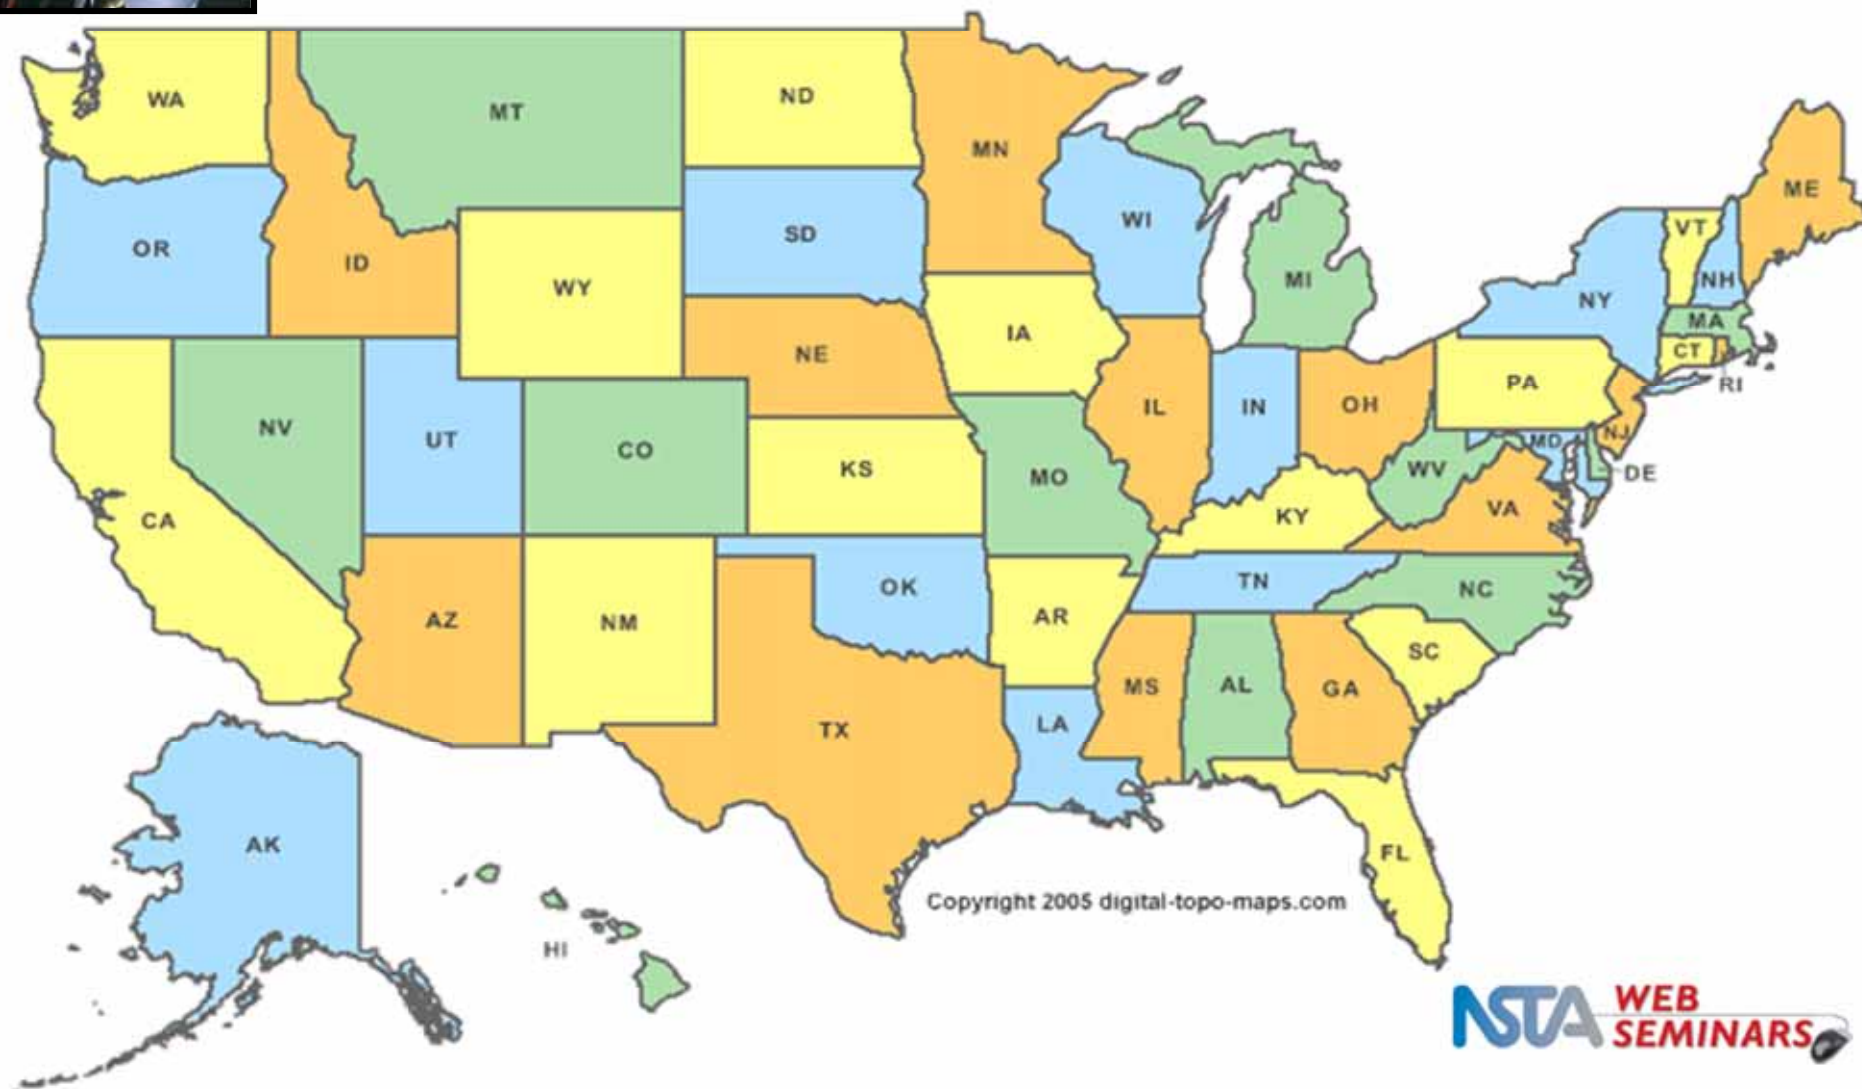 WA
MT
ND
MN
ME
OR
ID
WY
SD
WI
MI
VT
NH
NY
MA
CT
RI
NV
UT
CO
NE
IA
IL
IN
OH
PA
NJ
CA
KS
MO
KY
WV
MD
DE
VA
AZ
NM
OK
AR
TN
NC
TX
LA
MS
AL
GA
SC
FL
AK
HI
Copyright 2005 digital-topo-maps.com
NSTA WEB
SEMINARS